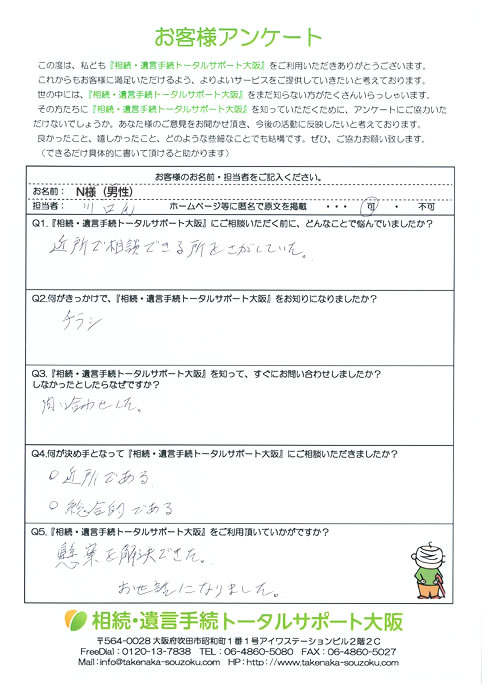 お客様アンケート
この度は、私ども『相続・遺言手続トータルサポート大阪』をご利用いただきありがとうございます。
これからもお客様に満足いただけるよう、よりよいサービスをご提供していきたいと考えております。
世の中には、『相続・遺言手続トータルサポート大阪』をまだ知らない方がたくさんいらっしゃいます。
その方たちに『相続・遺言手続トータルサポート大阪』を知っていただくために、アンケートにご協力いた
だけないでしょうか。あなた様のご意見をお聞かせ頂き、今後の活動に反映したいと考えております。
良かったこと、嬉しかったこと、どのような些細なことでも結構です。ぜひ、ご協力お願い致します。
（できるだけ具体的に書いて頂けると助かります）
お客様のお名前・担当者をご記入ください。
お名前： N様（男性）
担当者： 川口氏 ホームページ等に匿名で原文を掲載 ・・・ 可 ・ 不可
Q1.『相続・遺言手続トータルサポート大阪』にご相談いただく前に、どんなことで悩んでいましたか？
近所で相談できる所をさがしていた。
Q2.何がきっかけで、『相続・遺言手続トータルサポート大阪』をお知りになりましたか？
チラシ
Q3.『相続・遺言手続トータルサポート大阪』を知って、すぐにお問い合わせしましたか？
しなかったとしたらなぜですか？
問い合わせした。
Q4.何が決め手となって『相続・遺言手続トータルサポート大阪』にご相談いただきましたか？
○近所である
○総合的である
Q5.『相続・遺言手続トータルサポート大阪』をご利用頂いていかがですか？
懸案を解決できた。
お世話になりました。
相続・遺言手続トータルサポート大阪
〒564-0028 大阪府吹田市昭和町１番１号アイワステーションビル２階２Ｃ
FreeDial：0120-13-7838 TEL：06-4860-5080 FAX：06-4860-5027
Mail：info@takenaka-souzoku.com HP：http://www.takenaka-souzoku.com